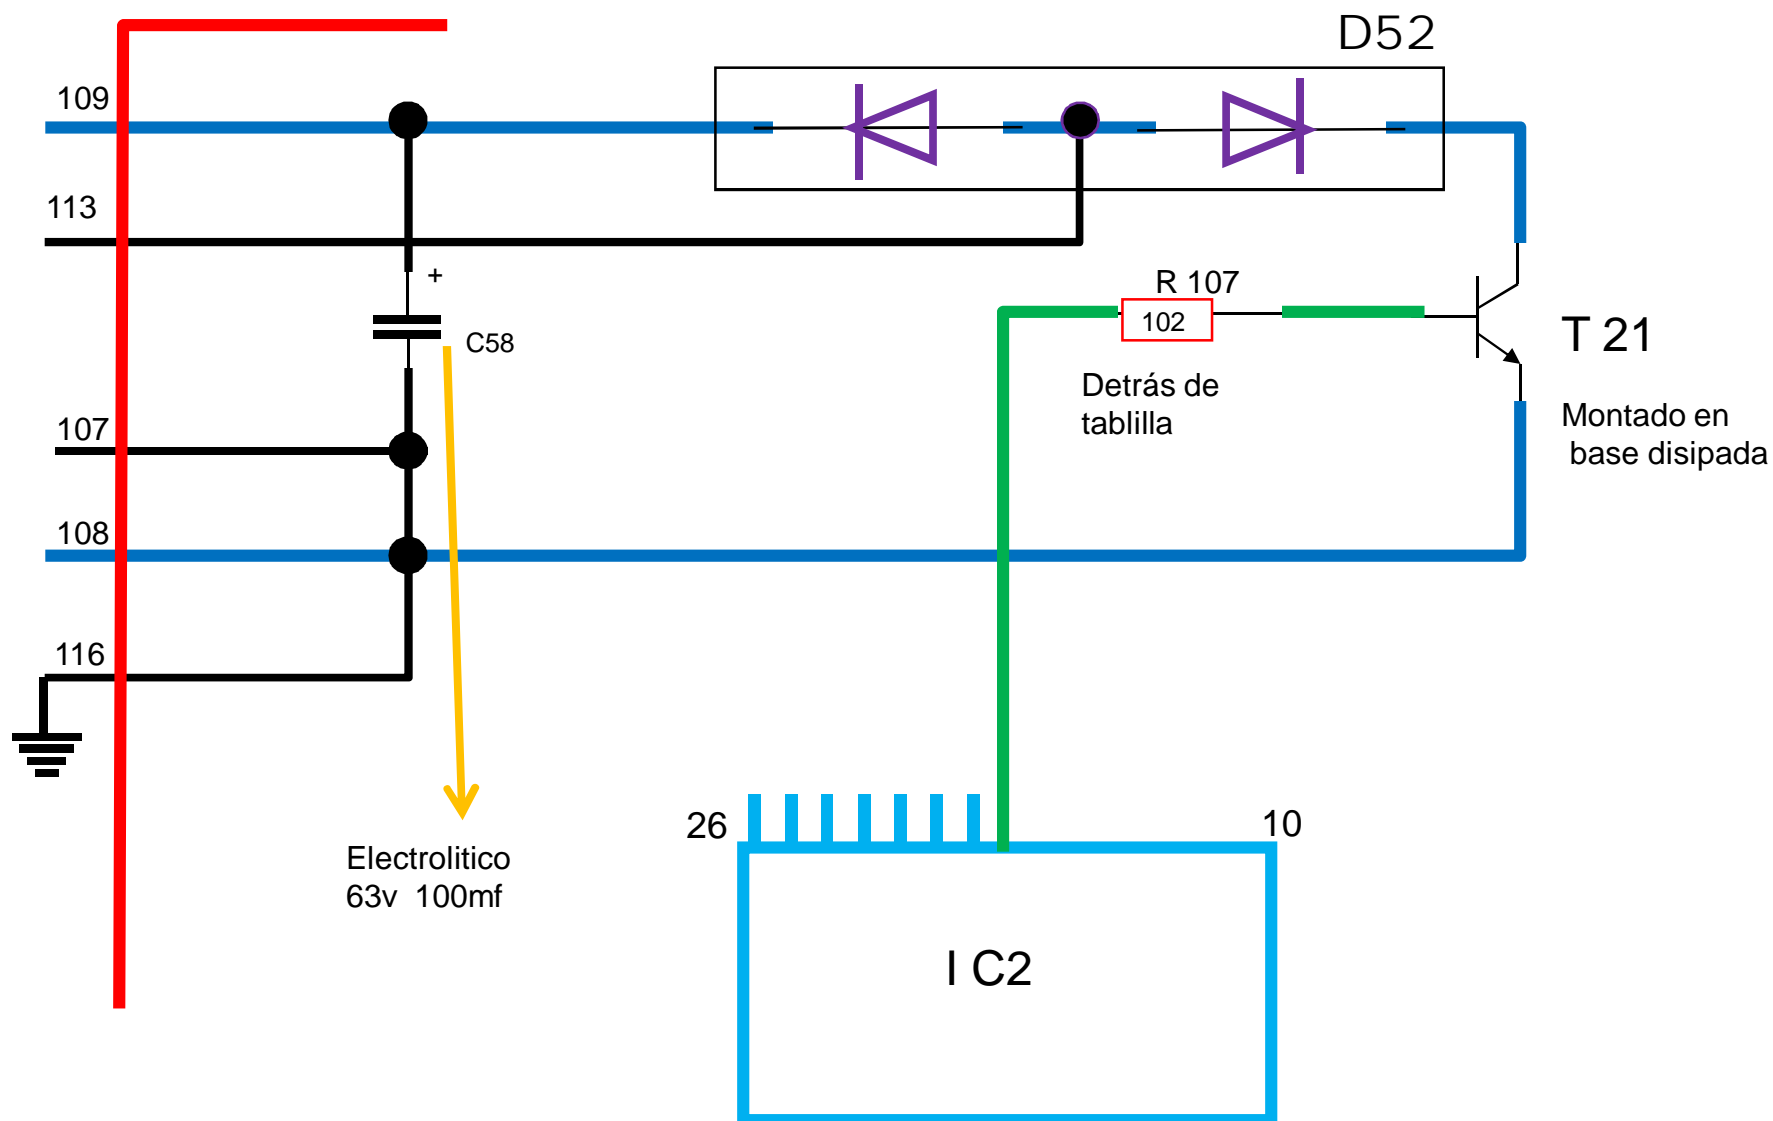 D52
109
113
+
R 107
102
C58
T 21
Detrás de
tablilla
Montado en
base disipada
107
108
116
26
10
Electrolitico
63v 100mf
I C2